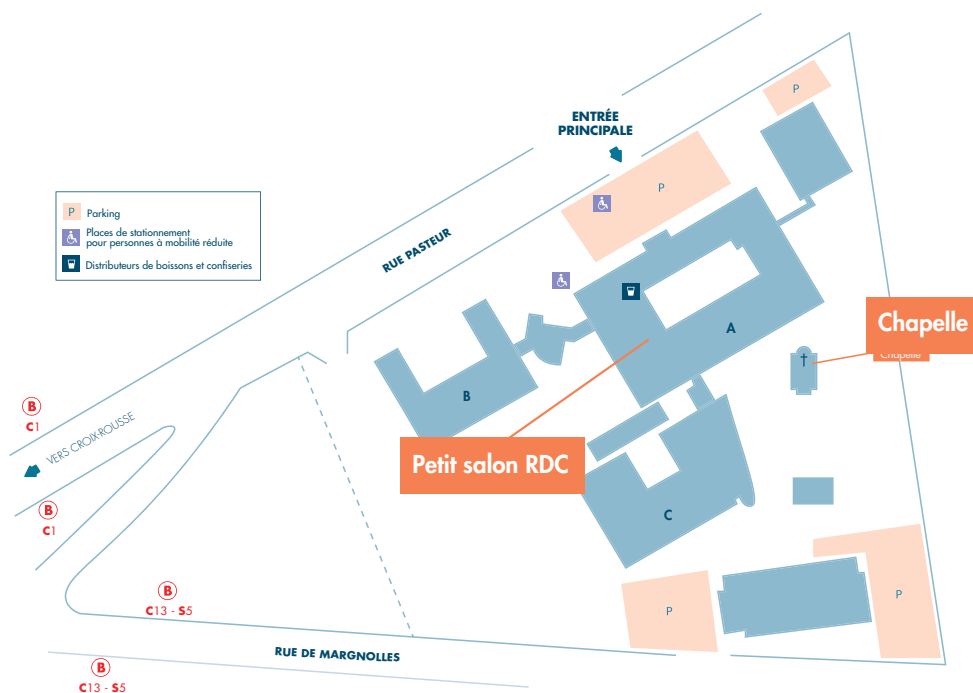 ENTRÉE
PRINCIPALE
P
P
P Parking
Places de stationnement
pour personnes à mobilité réduite
Distributeurs de boissons et confiseries
RUE PASTEUR
Chapelle
Chapelle
A
B
B
C1
VERS CROIX-ROUSSE
Petit salon RDC
B
C1
C
B
C13 - S5
P
P
RUE DE MARGNOLLES
B
C13 - S5